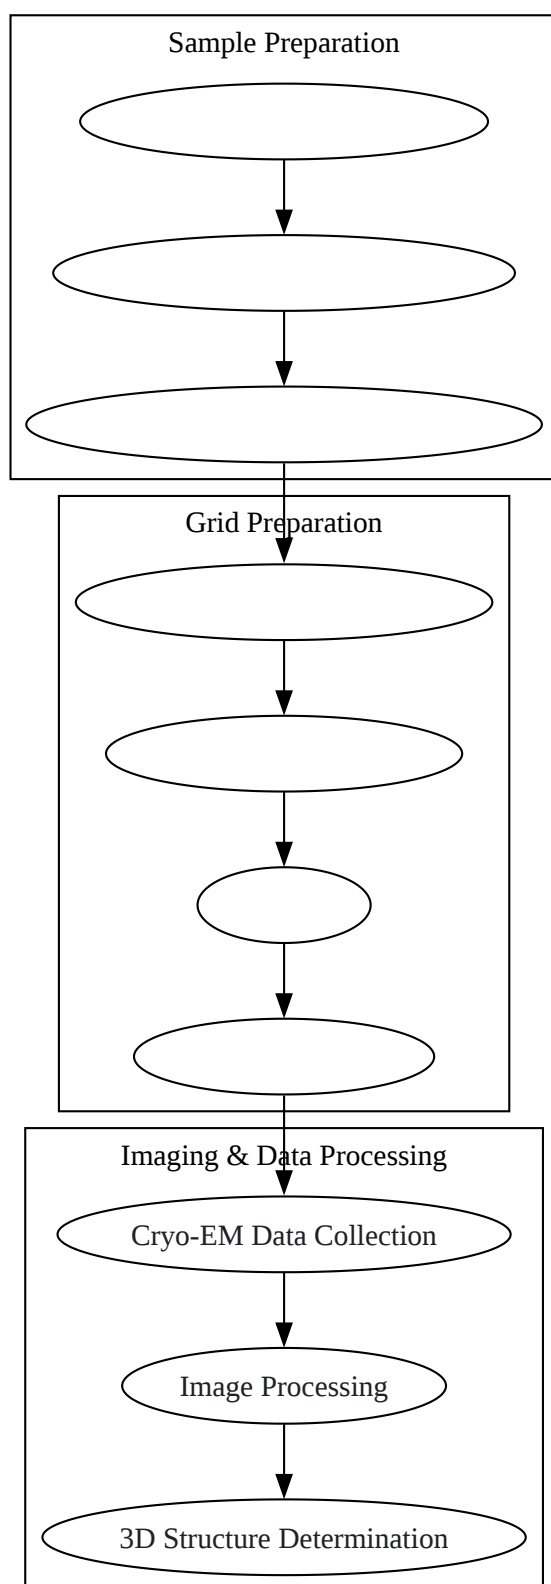 Sample Preparation
Grid Preparation
Imaging & Data Processing
Cryo-EM Data Collection
Image Processing
3D Structure Determination